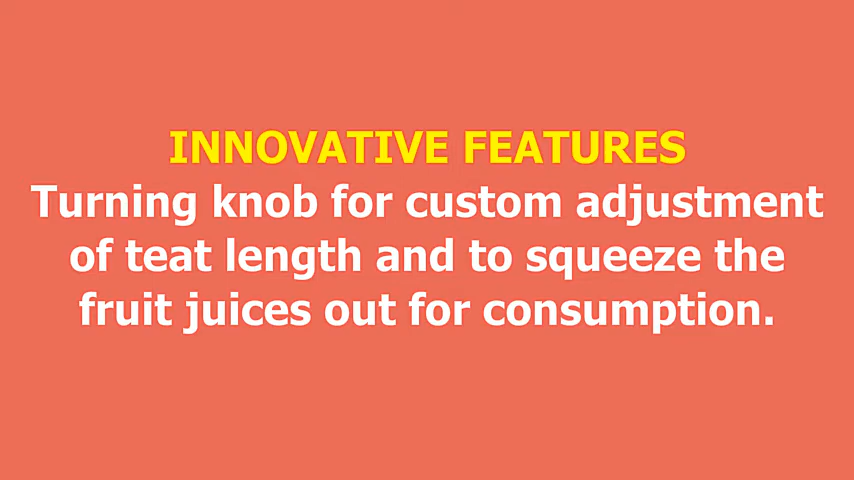 INNOVATIVE FEATURES
Turning knob for custom adjustment
of teat length and to squeeze the
fruit juices out for consumption.